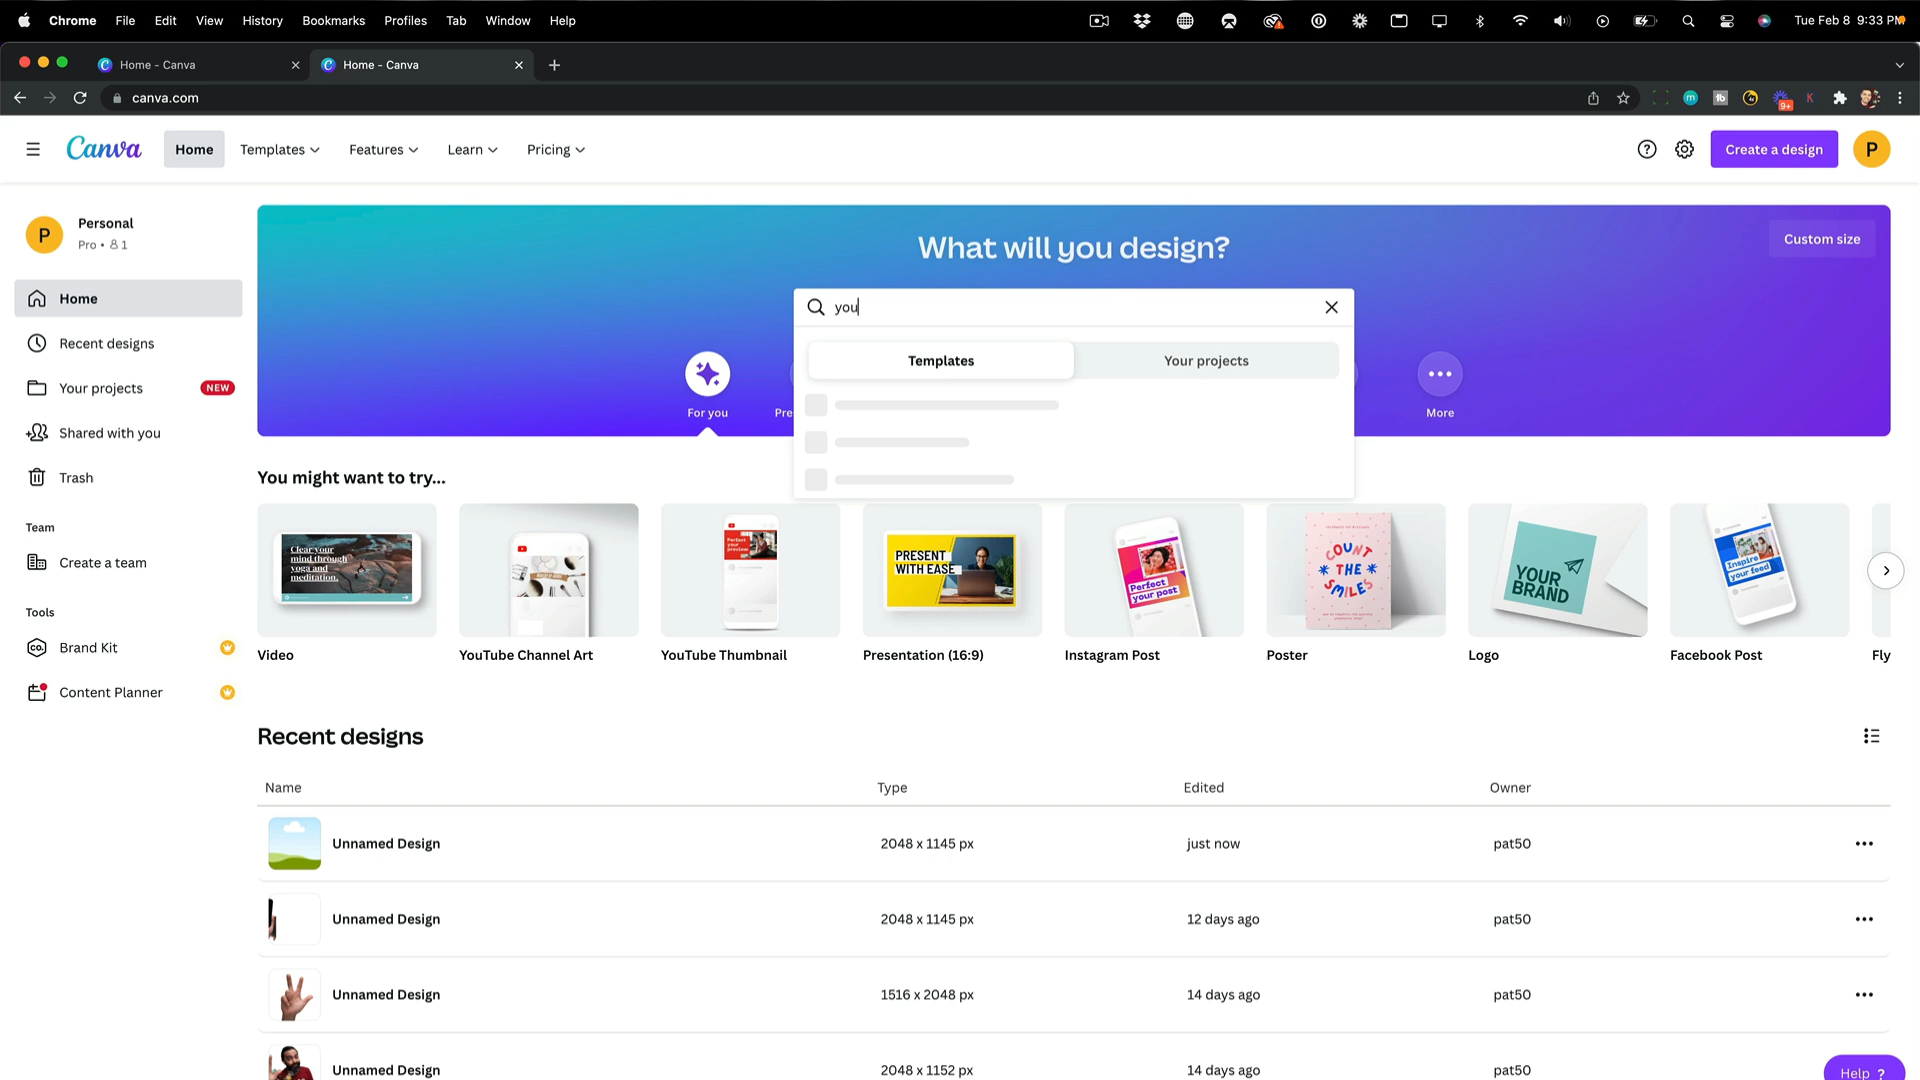 Chrome File Edit View History Bookmarks Profiles Tab Window Help
Tue Feb 8 9:33 PM
Home - Canva
Home - Canva
canva.com
9+
Canva
Home
Templates
Features
Learn
Pricing
Create a design
P
P
Personal
Pro • 1
Home
Recent designs
Your projects
NEW
Shared with you
Trash
Team
Create a team
Tools
Brand Kit
Content Planner
What will you design?
Custom size
you
Templates
Your projects
For you
Pre
More
You might want to try...
Clear your
mind through
yoga and
meditation.
Perfect
your
preview
PRESENT
WITH EASE
Perfect
your post
COUNT
THE
SMILES
YOUR
BRAND
Inspire
your feed
Video
YouTube Channel Art
YouTube Thumbnail
Presentation (16:9)
Instagram Post
Poster
Logo
Facebook Post
Fly
Recent designs
Name Type Edited Owner
Unnamed Design 2048 x 1145 px just now pat50
Unnamed Design 2048 x 1145 px 12 days ago pat50
Unnamed Design 1516 x 2048 px 14 days ago pat50
Unnamed Design 2048 x 1152 px 14 days ago pat50
Help ?